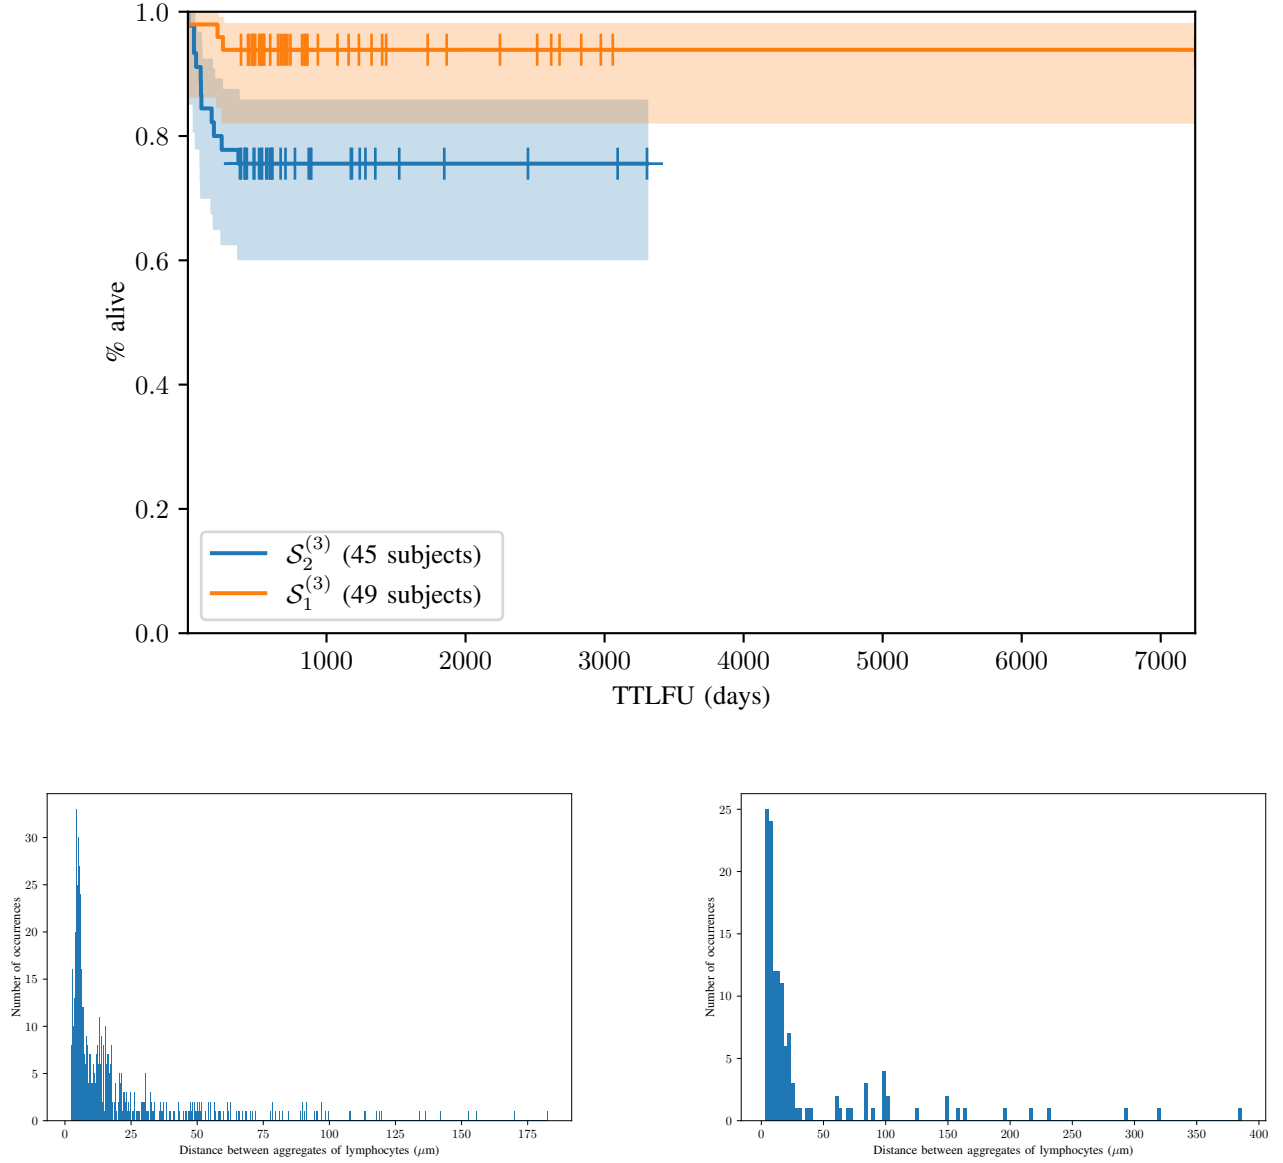 1.0
0.8
0.6
0.4
0.2
0.0
% alive
$\mathcal{S}_2^{(3)}$ (45 subjects)
$\mathcal{S}_1^{(3)}$ (49 subjects)
1000 2000 3000 4000 5000 6000 7000
TTLFU (days)
30
25
20
15
10
5
0
Number of occurrences
0 25 50 75 100 125 150 175
Distance between aggregates of lymphocytes (μm)
25
20
15
10
5
0
Number of occurrences
0 50 100 150 200 250 300 350 400
Distance between aggregates of lymphocytes (μm)